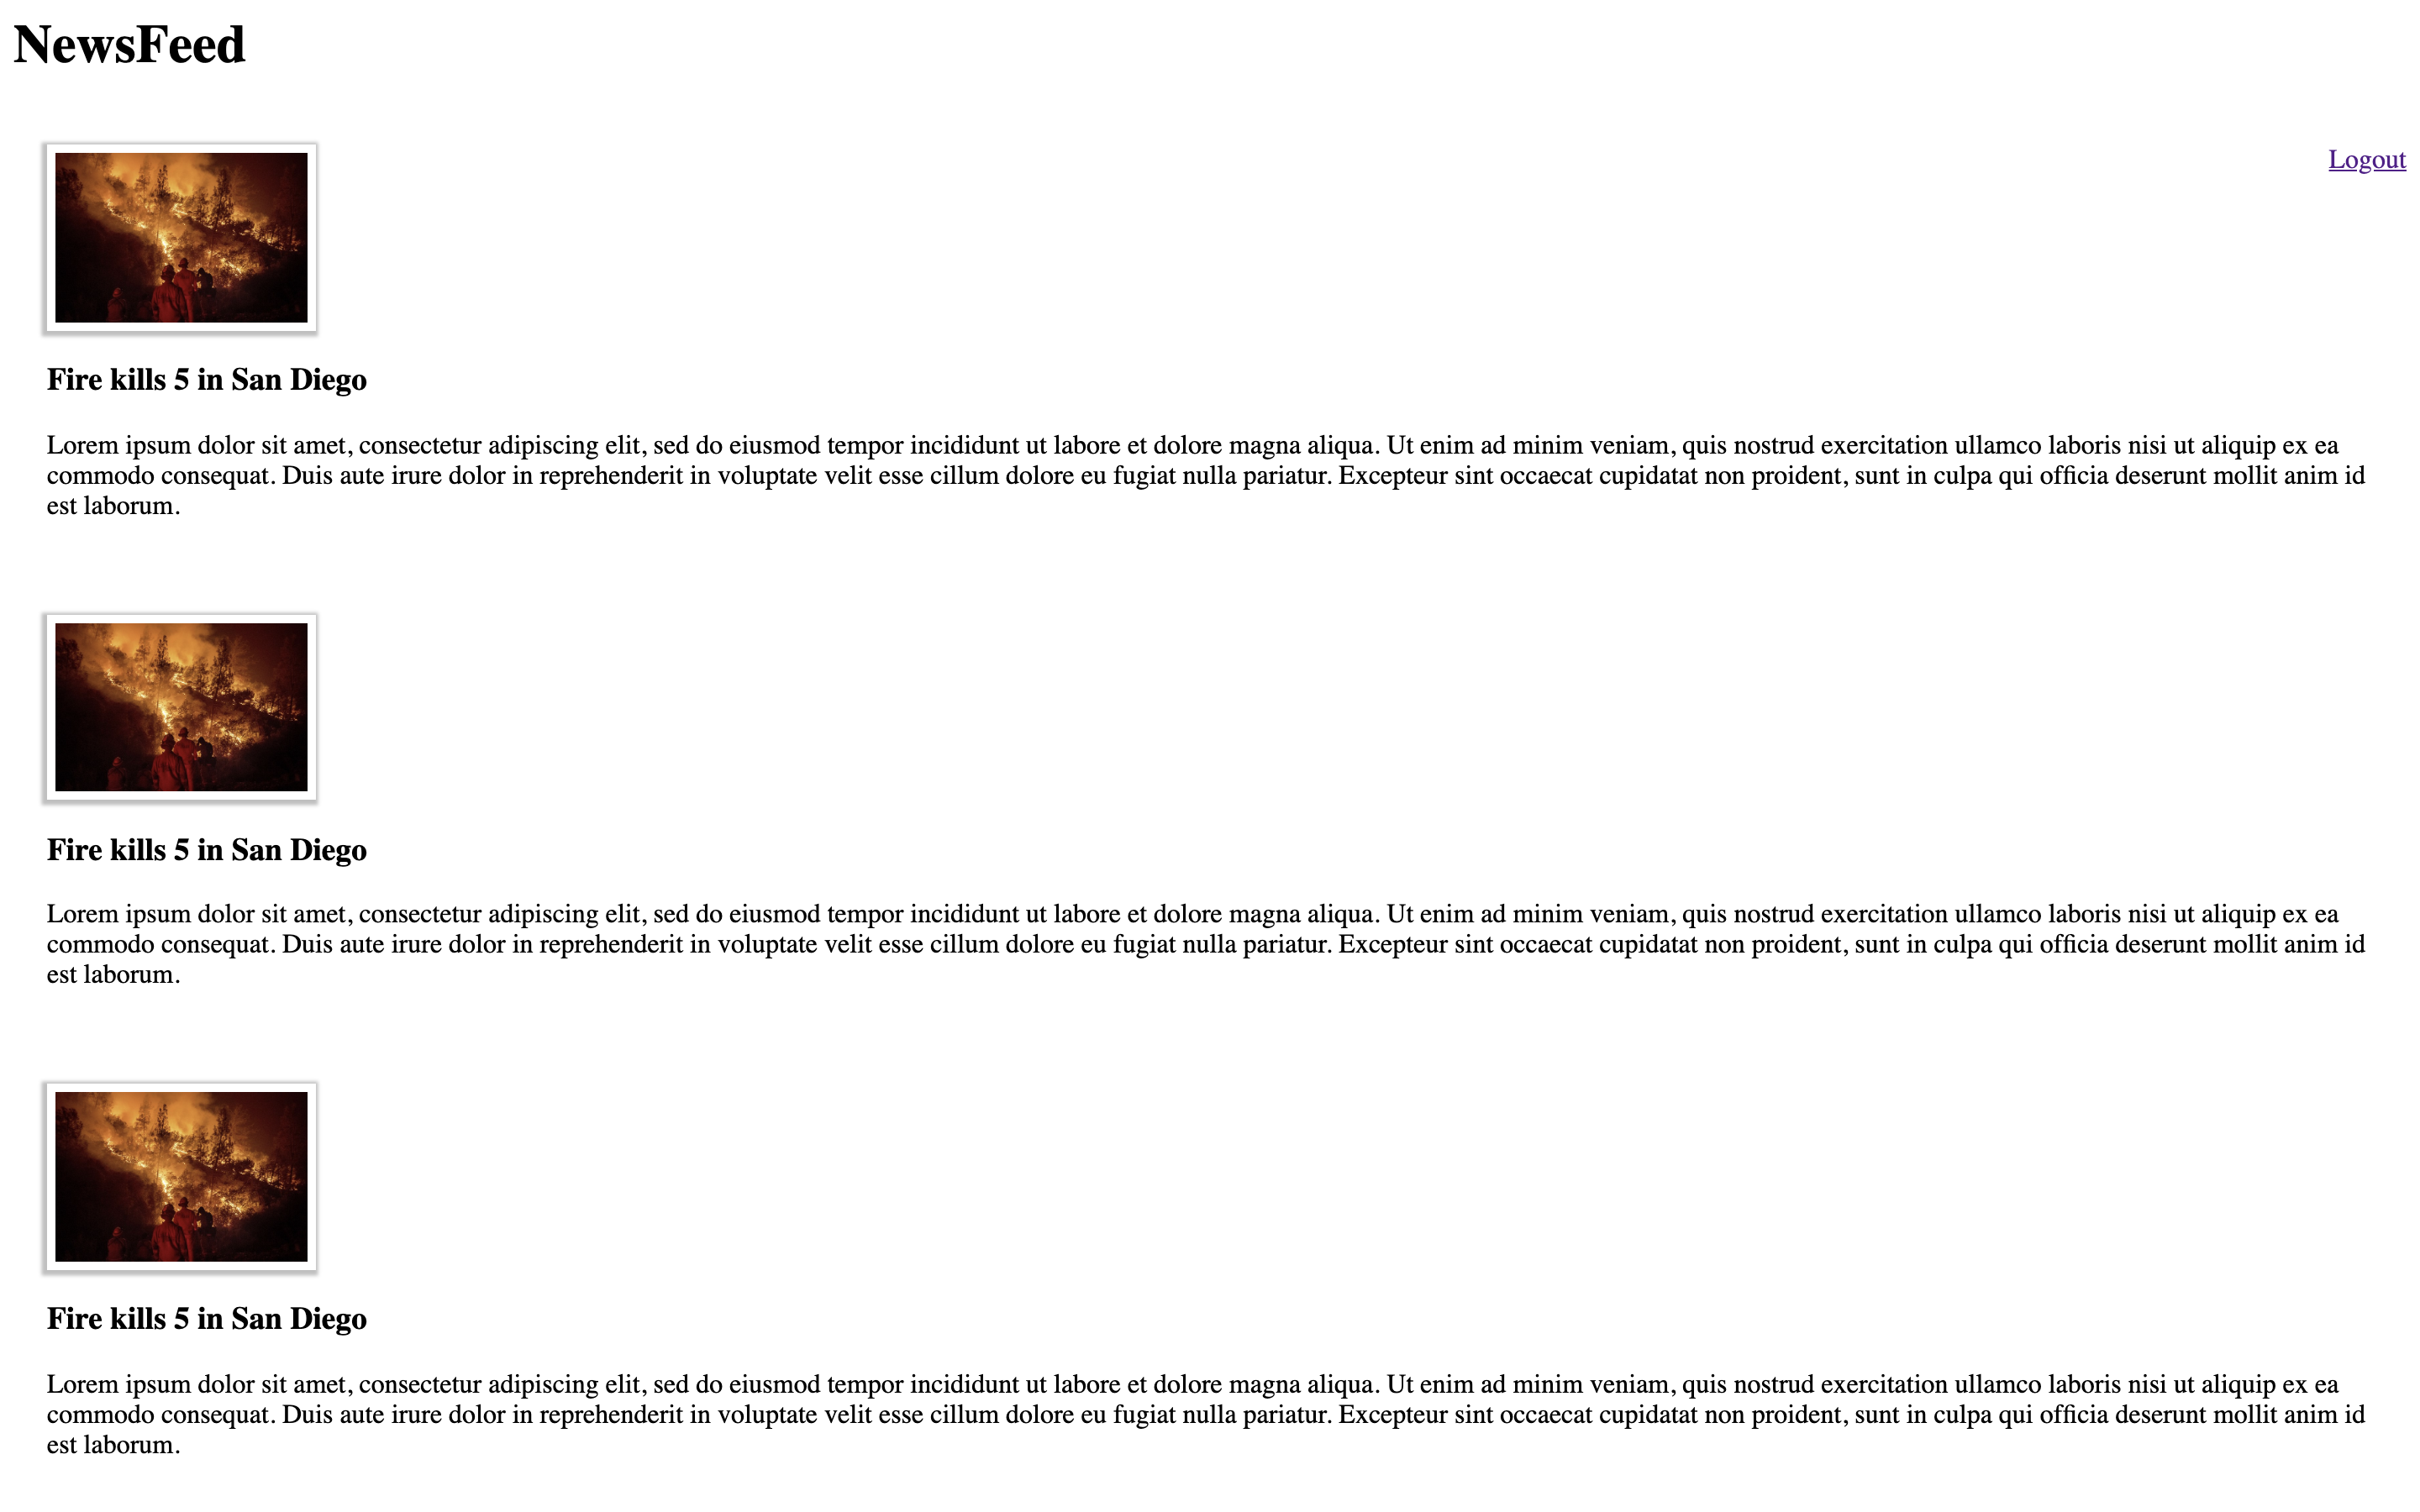 NewsFeed
Logout
Fire kills 5 in San Diego
Lorem ipsum dolor sit amet, consectetur adipiscing elit, sed do eiusmod tempor incididunt ut labore et dolore magna aliqua. Ut enim ad minim veniam, quis nostrud exercitation ullamco laboris nisi ut aliquip ex ea
commodo consequat. Duis aute irure dolor in reprehenderit in voluptate velit esse cillum dolore eu fugiat nulla pariatur. Excepteur sint occaecat cupidatat non proident, sunt in culpa qui officia deserunt mollit anim id
est laborum.
Fire kills 5 in San Diego
Lorem ipsum dolor sit amet, consectetur adipiscing elit, sed do eiusmod tempor incididunt ut labore et dolore magna aliqua. Ut enim ad minim veniam, quis nostrud exercitation ullamco laboris nisi ut aliquip ex ea
commodo consequat. Duis aute irure dolor in reprehenderit in voluptate velit esse cillum dolore eu fugiat nulla pariatur. Excepteur sint occaecat cupidatat non proident, sunt in culpa qui officia deserunt mollit anim id
est laborum.
Fire kills 5 in San Diego
Lorem ipsum dolor sit amet, consectetur adipiscing elit, sed do eiusmod tempor incididunt ut labore et dolore magna aliqua. Ut enim ad minim veniam, quis nostrud exercitation ullamco laboris nisi ut aliquip ex ea
commodo consequat. Duis aute irure dolor in reprehenderit in voluptate velit esse cillum dolore eu fugiat nulla pariatur. Excepteur sint occaecat cupidatat non proident, sunt in culpa qui officia deserunt mollit anim id
est laborum.